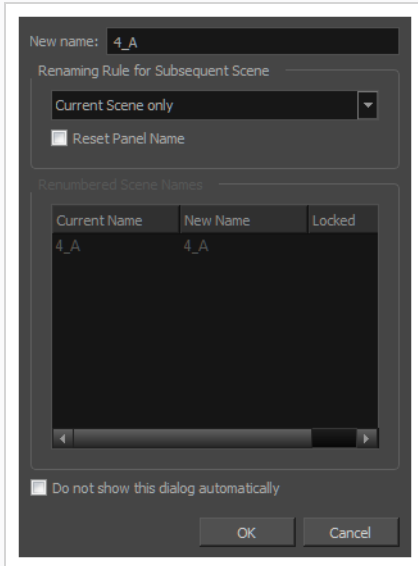 New name: 4_A
Renaming Rule for Subsequent Scene
Current Scene only
Reset Panel Name
Renumbered Scene Names
Current Name New Name Locked
4_A 4_A
Do not show this dialog automatically
OK Cancel